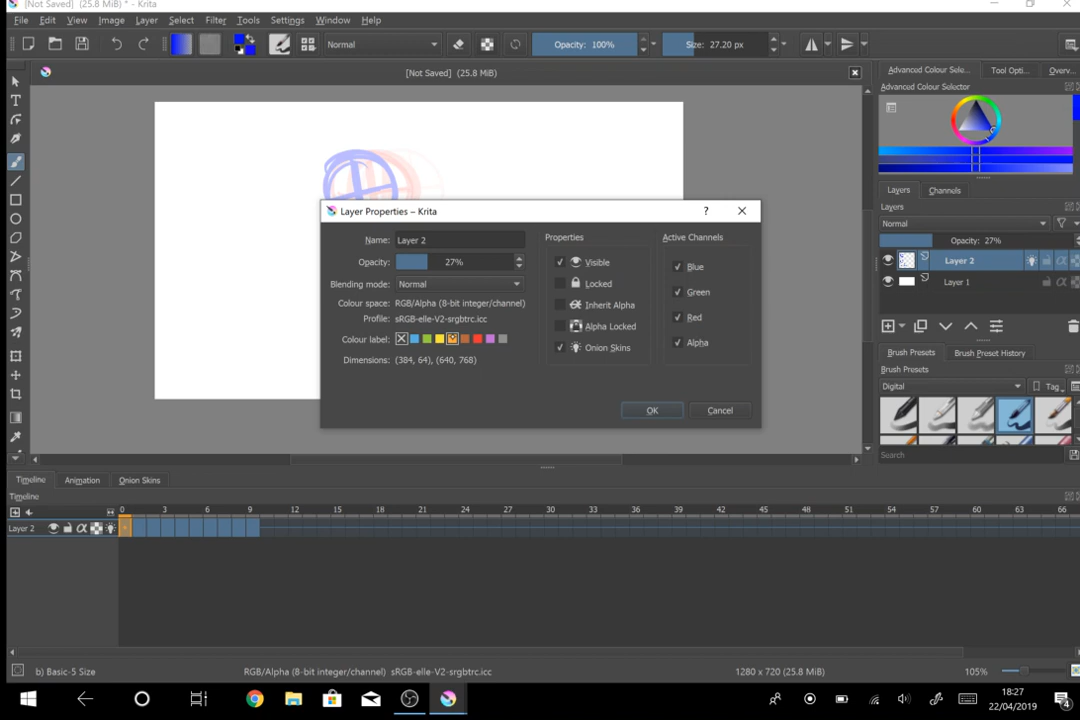 [Not Saved] (25.8 MiB) * - Krita
File Edit View Image Layer Select Filter Tools Settings Window Help
Normal Opacity: 100% Size: 27.20 px
[Not Saved] (25.8 MiB)
Advanced Colour Sele... Tool Opti... Overv...
Advanced Colour Selector
Layers Channels
Layers
Normal
Opacity: 27%
Layer 2
Layer 1
Layer Properties – Krita
?
Name: Layer 2
Opacity: 27%
Blending mode: Normal
Colour space: RGB/Alpha (8-bit integer/channel)
Profile: sRGB-elle-V2-srgbtrc.icc
Colour label:
Dimensions: (384, 64), (640, 768)
Properties
Visible
Locked
Inherit Alpha
Alpha Locked
Onion Skins
Active Channels
Blue
Green
Red
Alpha
OK Cancel
Brush Presets Brush Preset History
Brush Presets
Digital Tag
Search
Timeline Animation Onion Skins
Timeline
0 3 6 9 12 15 18 21 24 27 30 33 36 39 42 45 48 51 54 57 60 63 66
Layer 2
b) Basic-5 Size RGB/Alpha (8-bit integer/channel) sRGB-elle-V2-srgbtrc.icc 1280 x 720 (25.8 MiB) 105%
18:27
22/04/2019
4